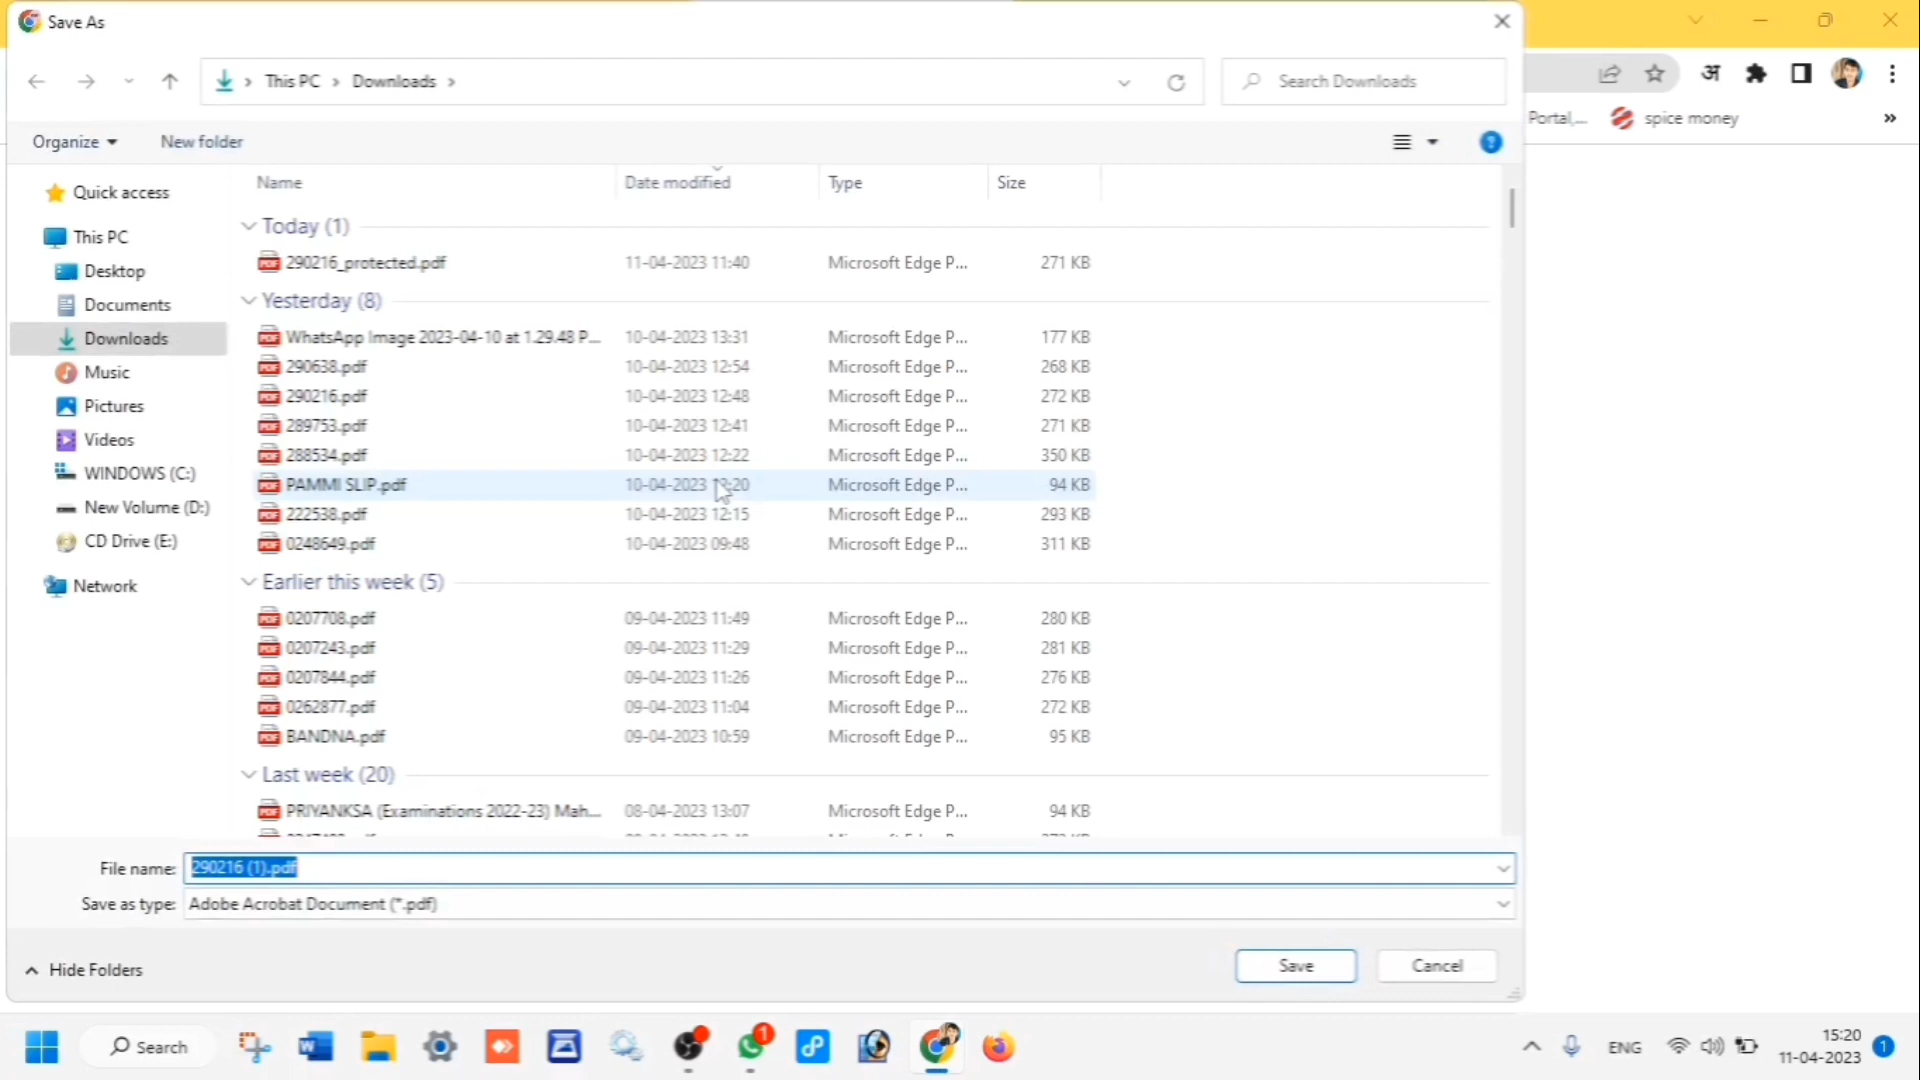 Save As
This PC > Downloads >
Search Downloads
Portal,...
spice money
»
Organize
New folder
?
Name Date modified Type Size
Quick access
This PC
Desktop
Documents
Downloads
Music
Pictures
Videos
WINDOWS (C:)
New Volume (D:)
CD Drive (E:)
Network
Today (1)
290216_protected.pdf 11-04-2023 11:40 Microsoft Edge P... 271 KB
Yesterday (8)
WhatsApp Image 2023-04-10 at 1.29.48 P... 10-04-2023 13:31 Microsoft Edge P... 177 KB
290638.pdf 10-04-2023 12:54 Microsoft Edge P... 268 KB
290216.pdf 10-04-2023 12:48 Microsoft Edge P... 272 KB
289753.pdf 10-04-2023 12:41 Microsoft Edge P... 271 KB
288534.pdf 10-04-2023 12:22 Microsoft Edge P... 350 KB
PAMMI SLIP.pdf 10-04-2023 Microsoft Edge P... 94 KB
222538.pdf 10-04-2023 12:15 Microsoft Edge P... 293 KB
0248649.pdf 10-04-2023 09:48 Microsoft Edge P... 311 KB
Earlier this week (5)
0207708.pdf 09-04-2023 11:49 Microsoft Edge P... 280 KB
0207243.pdf 09-04-2023 11:29 Microsoft Edge P... 281 KB
0207844.pdf 09-04-2023 11:26 Microsoft Edge P... 276 KB
0262877.pdf 09-04-2023 11:04 Microsoft Edge P... 272 KB
BANDNA.pdf 09-04-2023 10:59 Microsoft Edge P... 95 KB
Last week (20)
PRIYANKSA (Examinations 2022-23) Mah... 08-04-2023 13:07 Microsoft Edge P... 94 KB
File name: 290216 (1).pdf
Save as type: Adobe Acrobat Document (*.pdf)
Hide Folders
Save
Cancel
Search
1
ENG
15:20
11-04-2023
1
अ